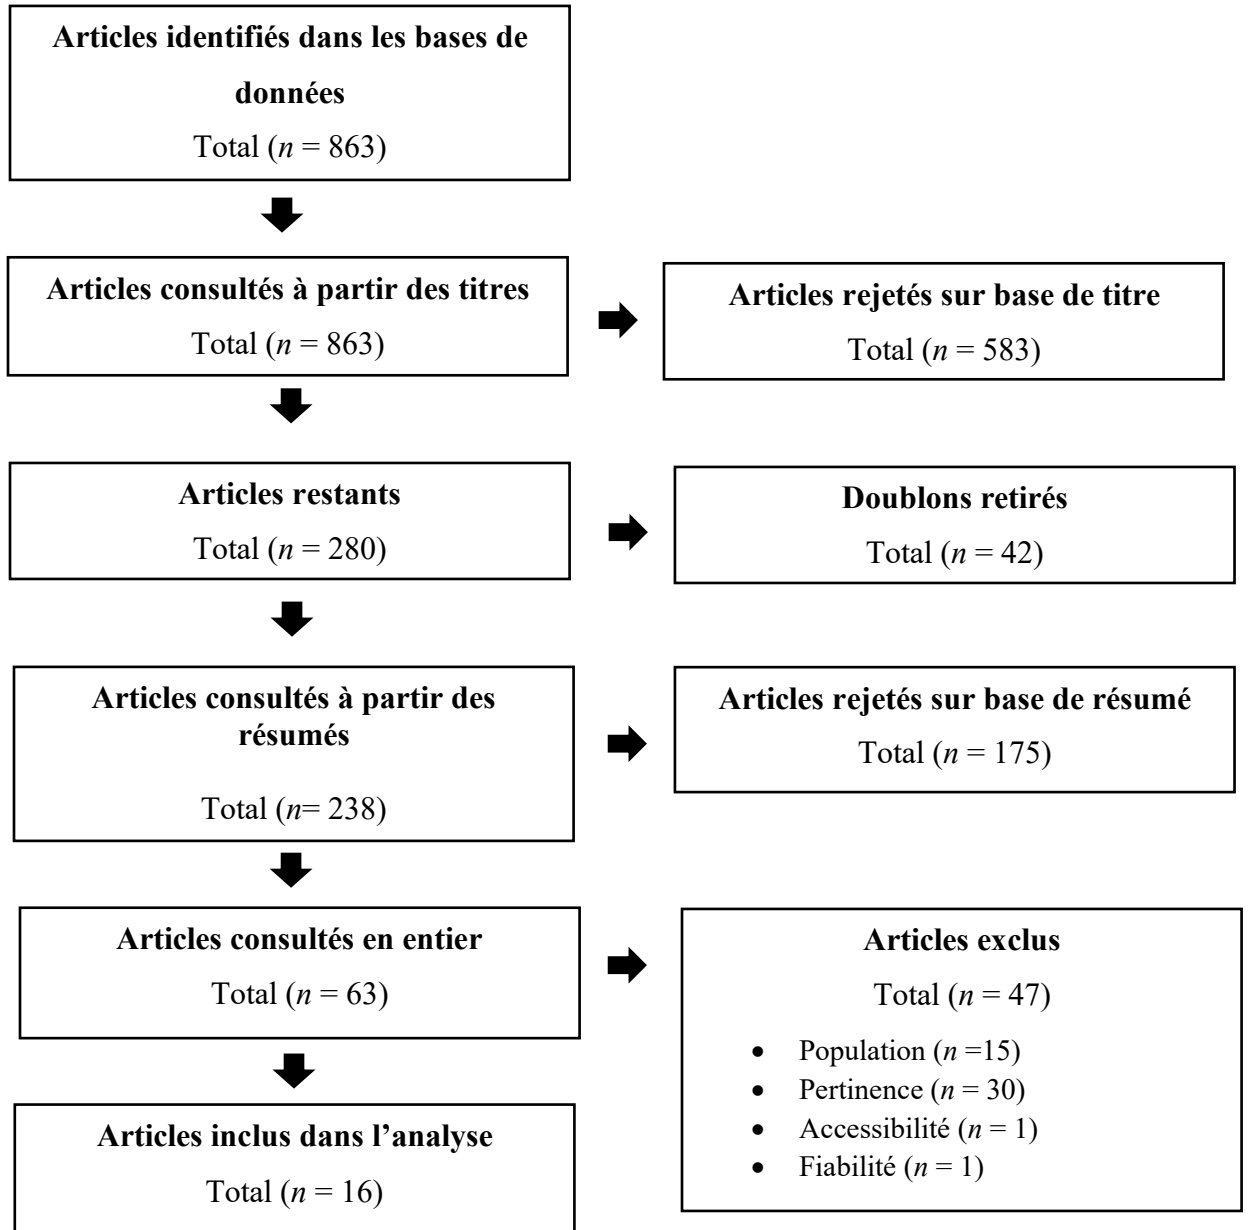 Articles identifiés dans les bases de
données
Total (n = 863)
Articles consultés à partir des titres
Total (n = 863)
Articles rejetés sur base de titre
Total (n = 583)
Articles restants
Total (n = 280)
Doublons retirés
Total (n = 42)
Articles consultés à partir des
résumés
Total (n= 238)
Articles rejetés sur base de résumé
Total (n = 175)
Articles consultés en entier
Total (n = 63)
Articles exclus
Total (n = 47)
• Population (n =15)
• Pertinence (n = 30)
• Accessibilité (n = 1)
• Fiabilité (n = 1)
Articles inclus dans l’analyse
Total (n = 16)